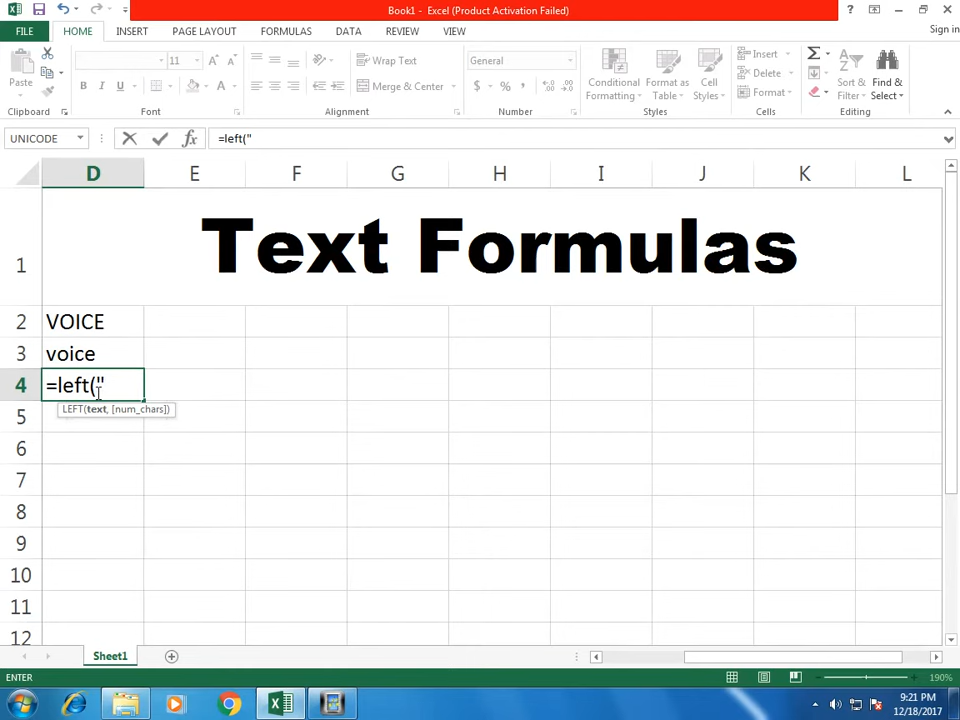 Book1 - Excel (Product Activation Failed)
FILE HOME INSERT PAGE LAYOUT FORMULAS DATA REVIEW VIEW Sign in
Paste
11
B I U
A
Wrap Text
Merge & Center
General
$ % ,
Conditional Formatting
Format as Table
Cell Styles
Insert
Delete
Format
Sort & Filter
Find & Select
Clipboard Font Alignment Number Styles Cells Editing
UNICODE fx =left("
D E F G H I J K L
1 Text Formulas
2 VOICE
3 voice
4 =left("
LEFT(text, [num_chars])
5
6
7
8
9
10
11
12
Sheet1
ENTER 190%
9:21 PM
12/18/2017